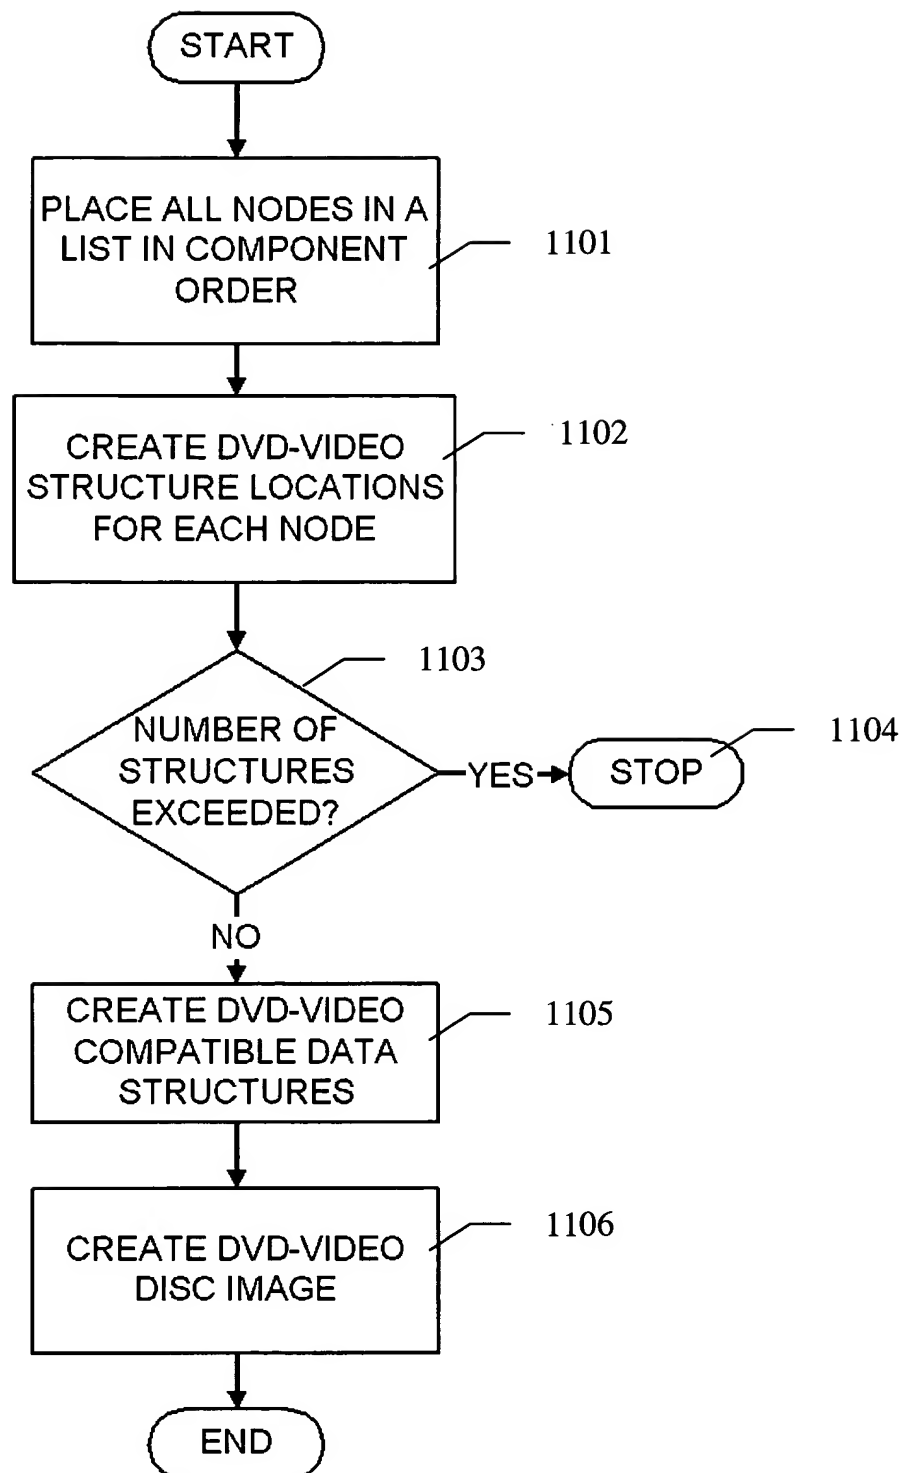 START
PLACE ALL NODES IN A
LIST IN COMPONENT
ORDER
1101
CREATE DVD-VIDEO
STRUCTURE LOCATIONS
FOR EACH NODE
1102
1103
NUMBER OF
STRUCTURES
EXCEEDED?
YES
STOP
1104
NO
CREATE DVD-VIDEO
COMPATIBLE DATA
STRUCTURES
1105
CREATE DVD-VIDEO
DISC IMAGE
1106
END